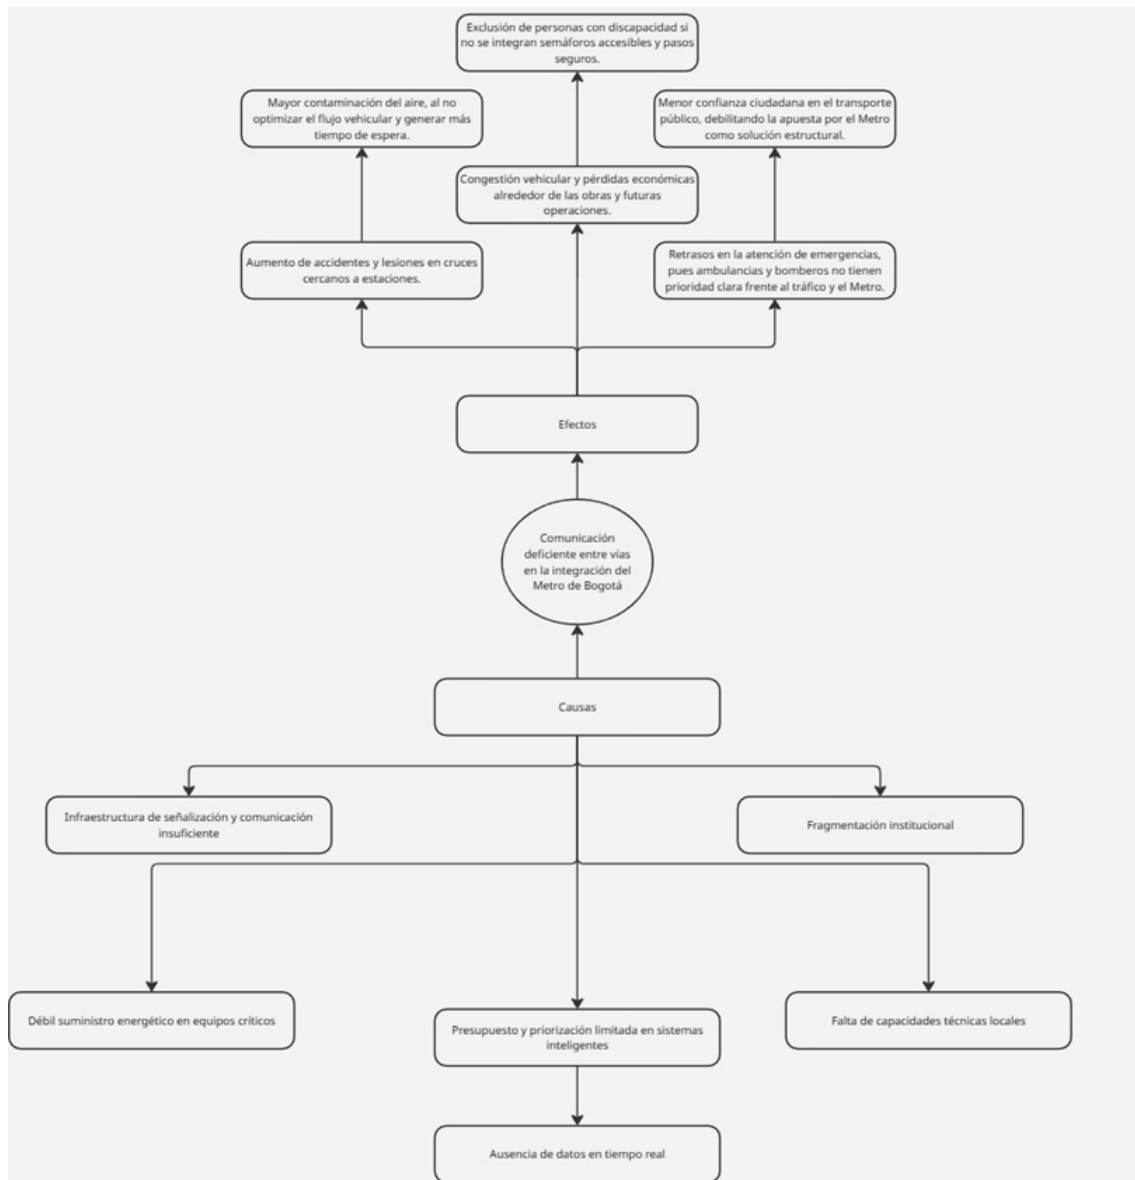 Exclusión de personas con discapacidad si
no se integran semáforos accesibles y pasos
seguros.
Mayor contaminación del aire, al no
optimizar el flujo vehicular y generar más
tiempo de espera.
Menor confianza ciudadana en el transporte
público, debilitando la apuesta por el Metro
como solución estructural.
Congestión vehicular y pérdidas económicas
alrededor de las obras y futuras
operaciones.
Aumento de accidentes y lesiones en cruces
cercanos a estaciones.
Retrasos en la atención de emergencias,
pues ambulancias y bomberos no tienen
prioridad clara frente al tráfico y el Metro.
Efectos
Comunicación
deficiente entre vías
en la integración del
Metro de Bogotá
Causas
Infraestructura de señalización y comunicación
insuficiente
Fragmentación institucional
Débil suministro energético en equipos críticos
Presupuesto y priorización limitada en sistemas
inteligentes
Falta de capacidades técnicas locales
Ausencia de datos en tiempo real